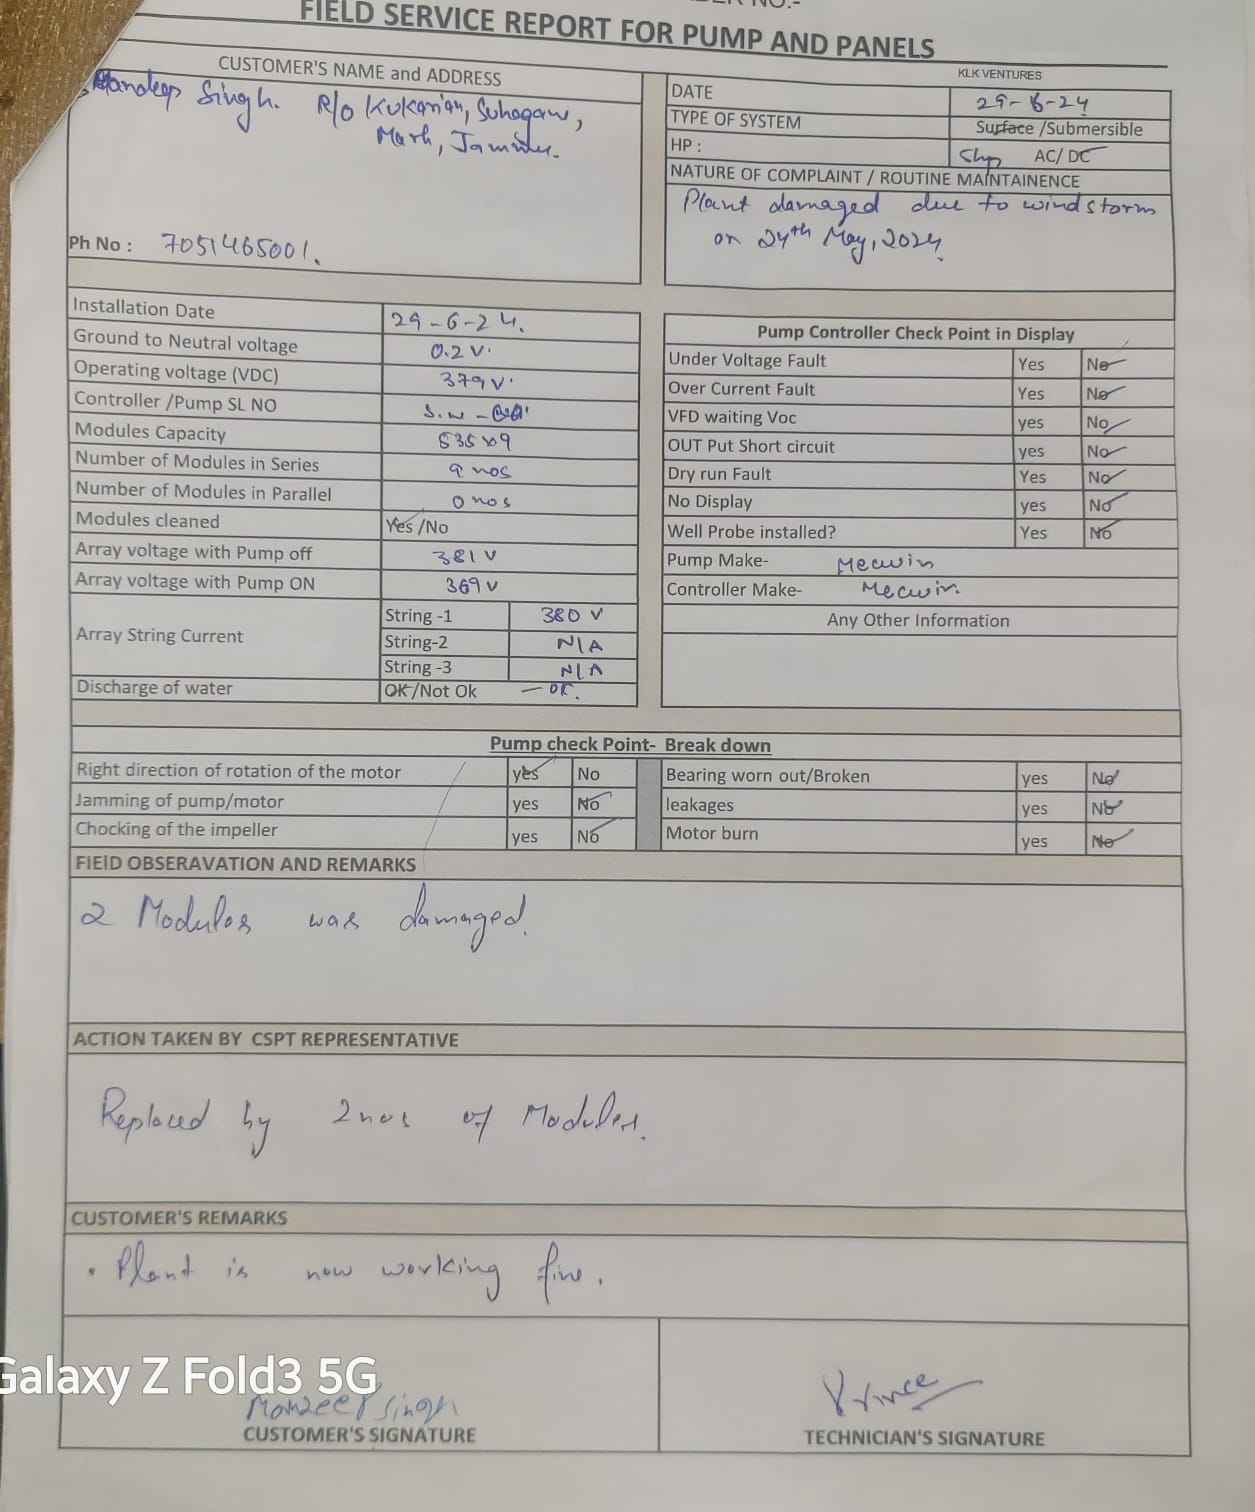 FIELD SERVICE REPORT FOR PUMP AND PANELS
KLK VENTURES
CUSTOMER'S NAME and ADDRESS
Mandeep Singh. R/o Kukarian, Suhagan,
Marh, Jammu.
Ph No : 7051465001.
DATE 29-6-24
TYPE OF SYSTEM Surface /Submersible
HP : 5hp AC/ DC
NATURE OF COMPLAINT / ROUTINE MAINTAINENCE
Plant damaged due to windstorm
on 24th May, 2024.
Installation Date 29-6-24.
Ground to Neutral voltage 0.2 V.
Operating voltage (VDC) 379 V.
Controller /Pump SL NO
Modules Capacity 535x9
Number of Modules in Series 9 nos
Number of Modules in Parallel 0 nos
Modules cleaned Yes /No
Array voltage with Pump off 381 V
Array voltage with Pump ON 369 V
Array String Current
String -1 380 V
String-2 N/A
String -3 N/A
Discharge of water OK/Not Ok — OK.
Pump Controller Check Point in Display
Under Voltage Fault Yes No
Over Current Fault Yes No
VFD waiting Voc yes No
OUT Put Short circuit yes No
Dry run Fault Yes No
No Display yes No
Well Probe installed? Yes No
Pump Make- Mecwin
Controller Make- Mecwin.
Any Other Information
Pump check Point- Break down
Right direction of rotation of the motor yes No
Jamming of pump/motor yes No
Chocking of the impeller yes No
Bearing worn out/Broken yes No
leakages yes No
Motor burn yes No
FIElD OBSERAVATION AND REMARKS
2 Modules was damaged.
ACTION TAKEN BY CSPT REPRESENTATIVE
Replaced by 2nos of Modules.
CUSTOMER'S REMARKS
• Plant is now working fine.
Galaxy Z Fold3 5G
Singh
CUSTOMER'S SIGNATURE
Prince
TECHNICIAN'S SIGNATURE